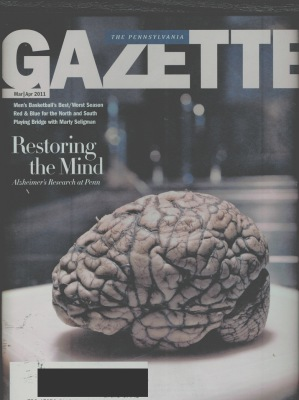 THE PENNSYLVANIA
GAZETTE
Mar|Apr 2011
Men's Basketball's Best/Worst Season
Red & Blue for the North and South
Playing Bridge with Marty Seligman
Restoring
the Mind
Alzheimer's Research at Penn